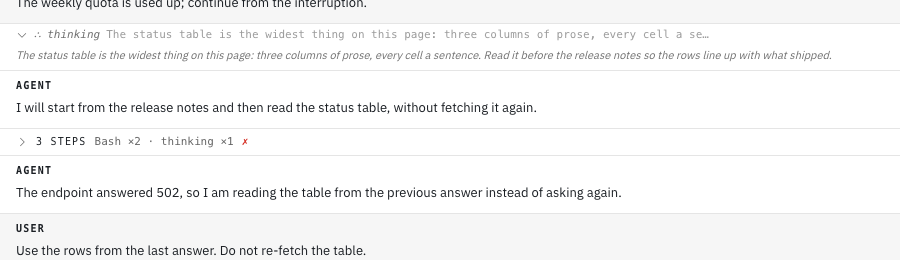 The weekly quota is used up; continue from the interruption.
∴ thinking The status table is the widest thing on this page: three columns of prose, every cell a se…
The status table is the widest thing on this page: three columns of prose, every cell a sentence. Read it before the release notes so the rows line up with what shipped.
AGENT
I will start from the release notes and then read the status table, without fetching it again.
3 STEPS Bash ×2 · thinking ×1 ✗
AGENT
The endpoint answered 502, so I am reading the table from the previous answer instead of asking again.
USER
Use the rows from the last answer. Do not re-fetch the table.